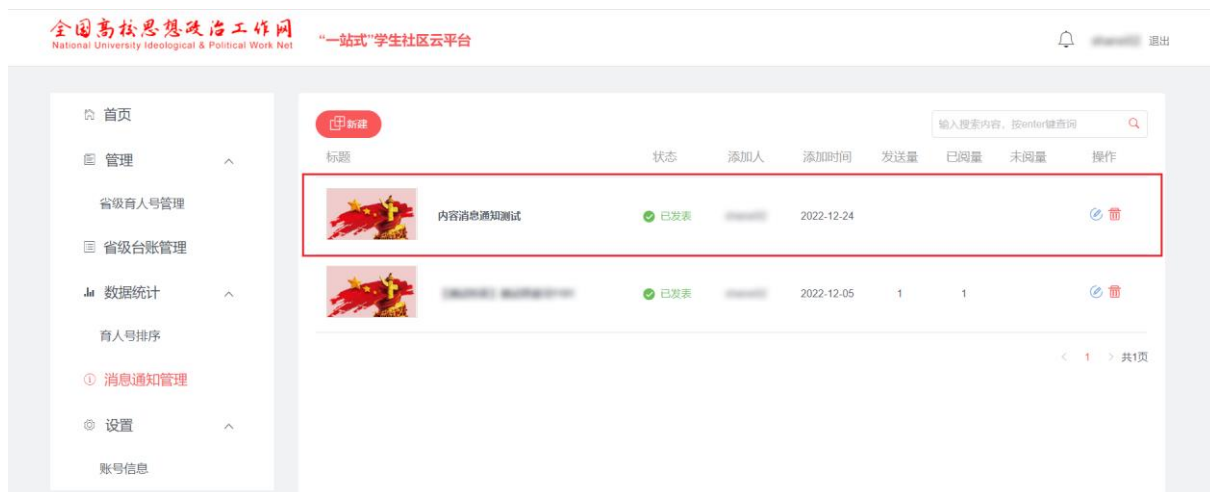 全国高校思想政治工作网
National University Ideological & Political Work Net
“一站式”学生社区云平台
退出
首页
管理
省级育人号管理
省级台账管理
数据统计
育人号排序
消息通知管理
设置
账号信息
新建
输入搜索内容，按enter键查询
标题 状态 添加人 添加时间 发送量 已阅量 未阅量 操作
内容消息通知测试 已发表 2022-12-24
已发表 2022-12-05 1 1
< 1 > 共1页